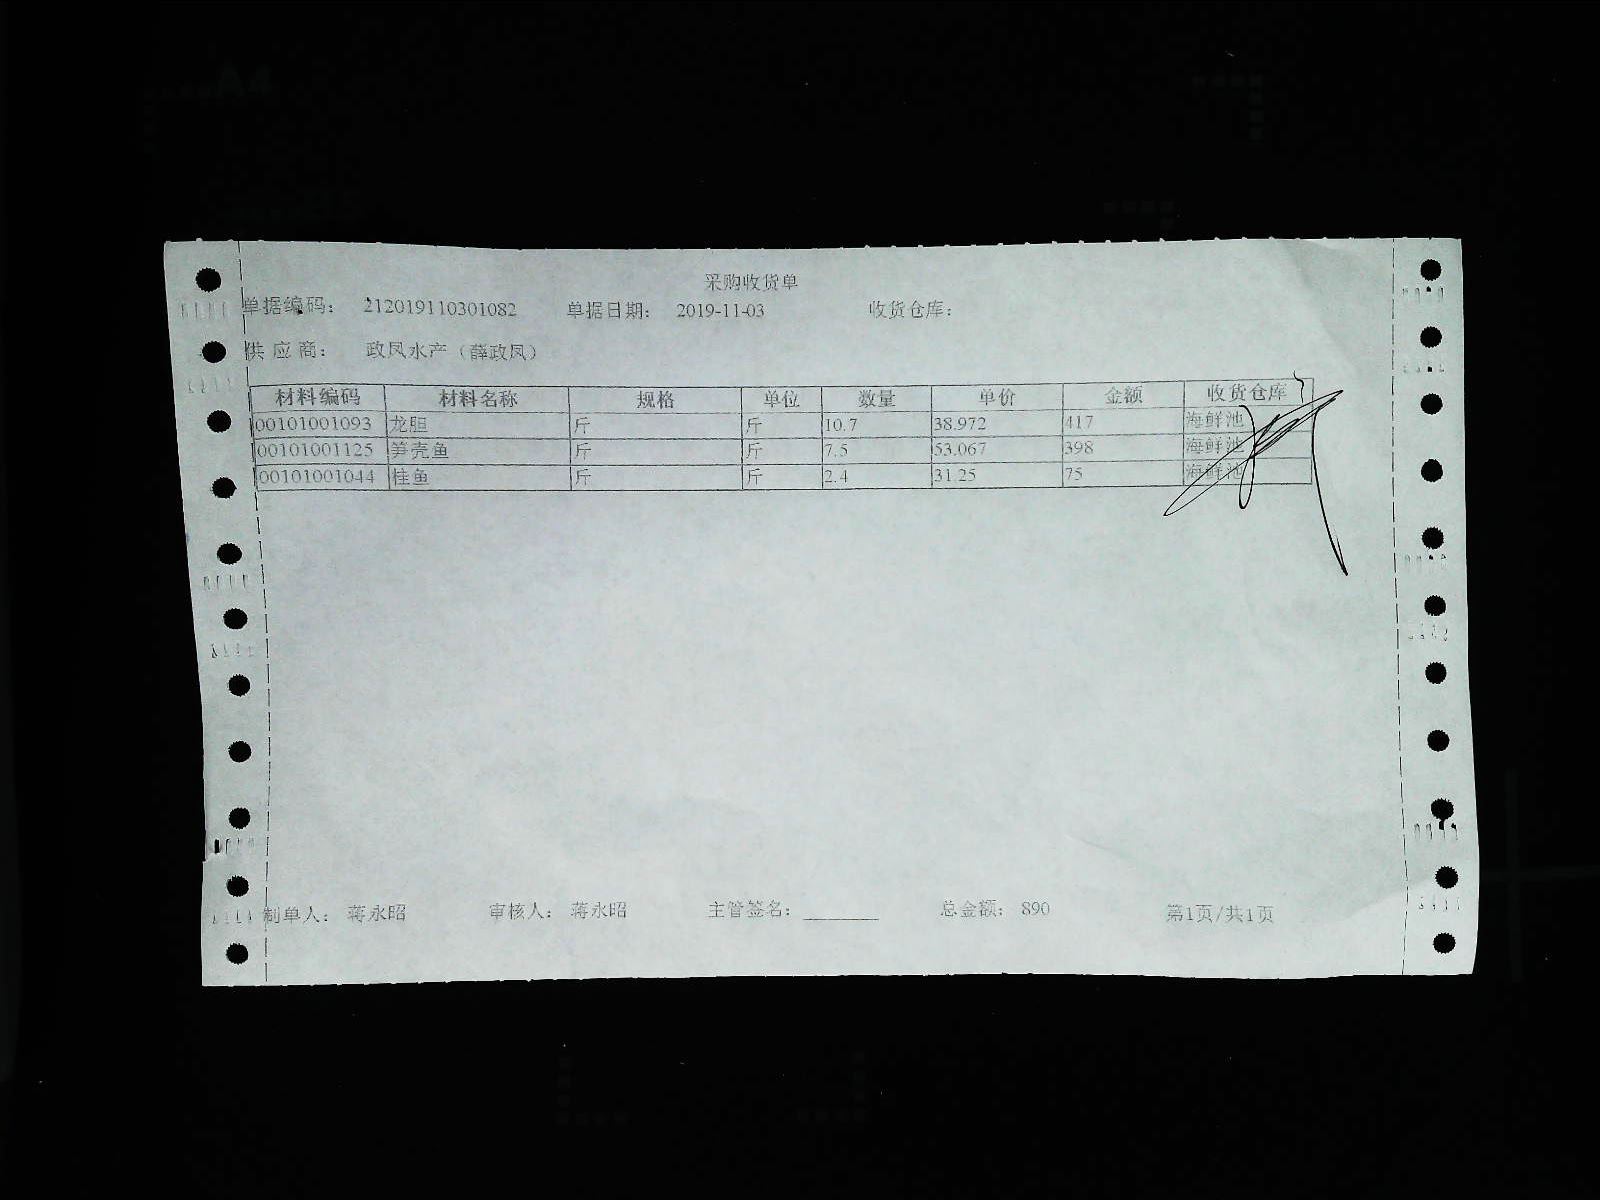 采购收货单
单据编码: 212019110301082 单据日期: 2019-11-03 收货仓库:
供应商: 政凤水产（薛政凤）
材料编码 材料名称 规格 单位 数量 单价 金额 收货仓库
00101001093 龙胆 斤 斤 10.7 38.972 417 海鲜池
00101001125 笋壳鱼 斤 斤 7.5 53.067 398 海鲜池
00101001044 桂鱼 斤 斤 2.4 31.25 75 海鲜池
制单人: 蒋永昭 审核人: 蒋永昭 主管签名: 总金额: 890 第1页/共1页